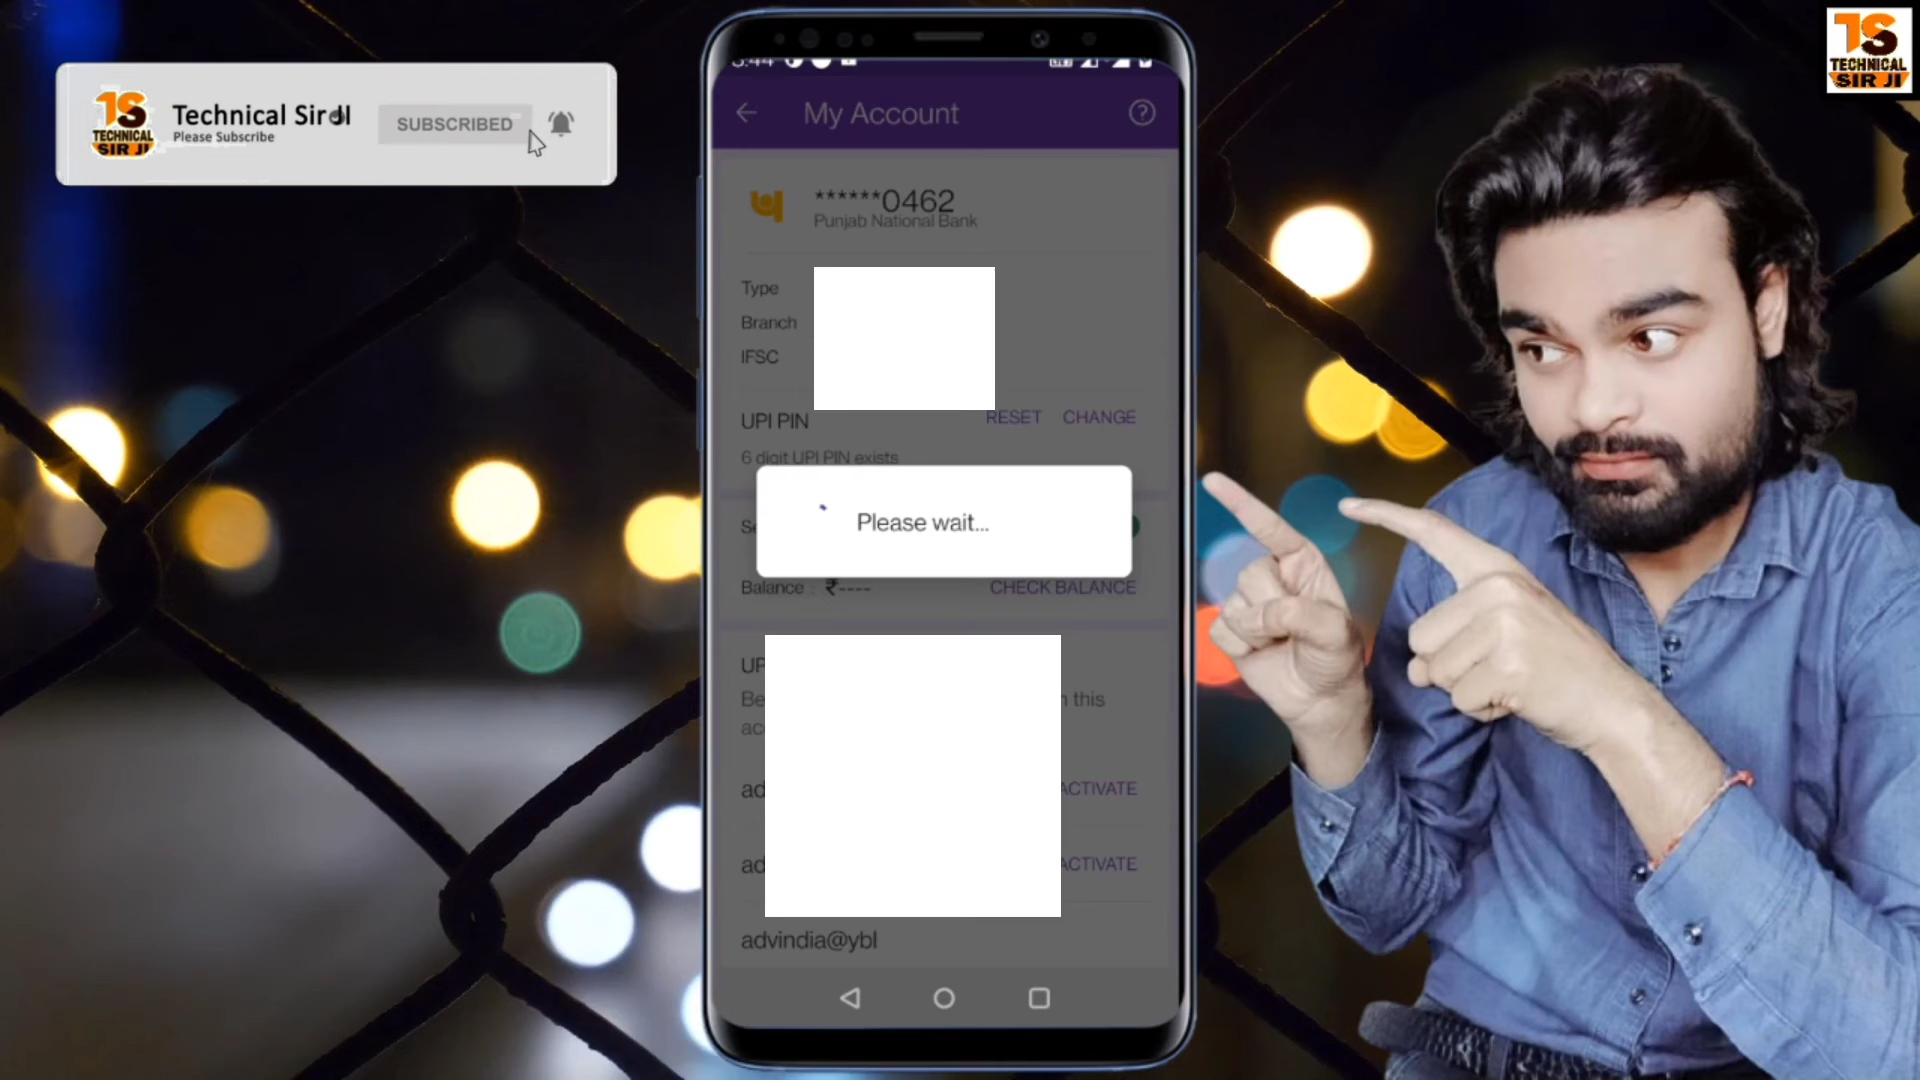 TS
TECHNICAL
SIR JI
Technical Sir JI
Please Subscribe
SUBSCRIBED
TS
TECHNICAL
SIR JI
My Account
******0462
Punjab National Bank
Type
Branch
IFSC
UPI PIN
RESET
CHANGE
6 digit UPI PIN exists
Please wait...
Balance : ₹----
CHECK BALANCE
this
ACTIVATE
ACTIVATE
advindia@ybl